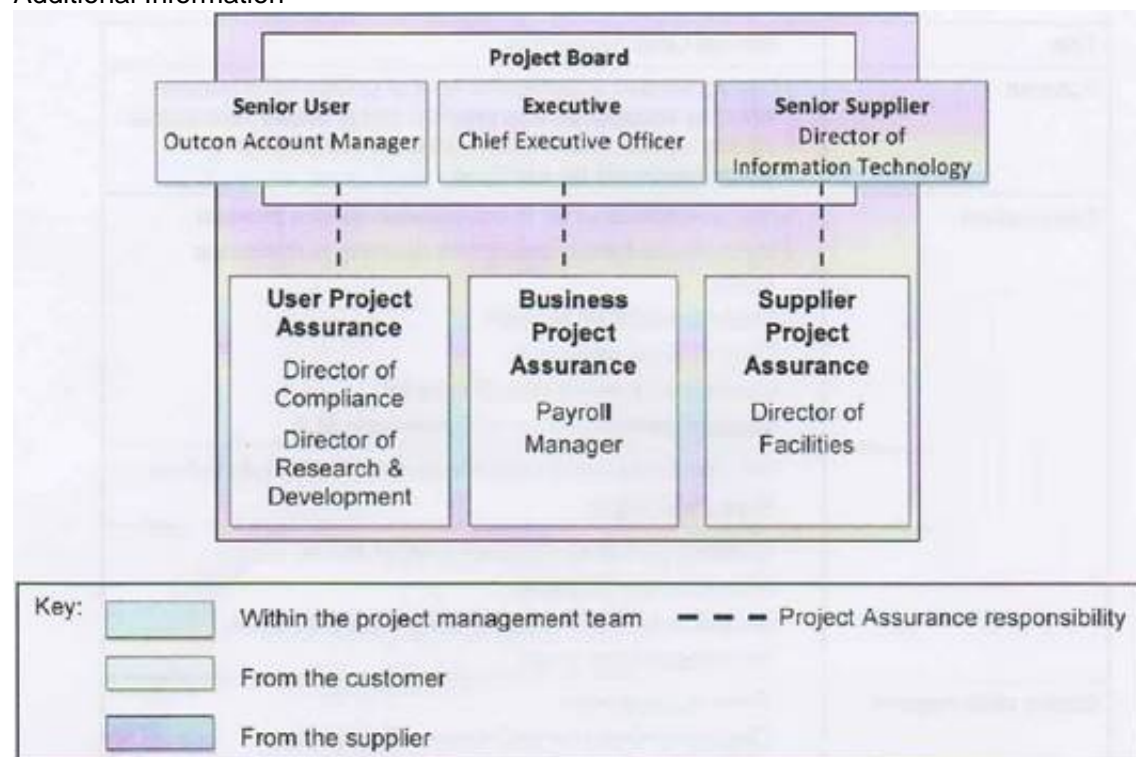 Additional Information
Project Board
Senior User
Outcon Account Manager
Executive
Chief Executive Officer
Senior Supplier
Director of
Information Technology
User Project
Assurance
Director of
Compliance
Director of
Research &
Development
Business
Project
Assurance
Payroll
Manager
Supplier
Project
Assurance
Director of
Facilities
Key:
Within the project management team
Project Assurance responsibility
From the customer
From the supplier